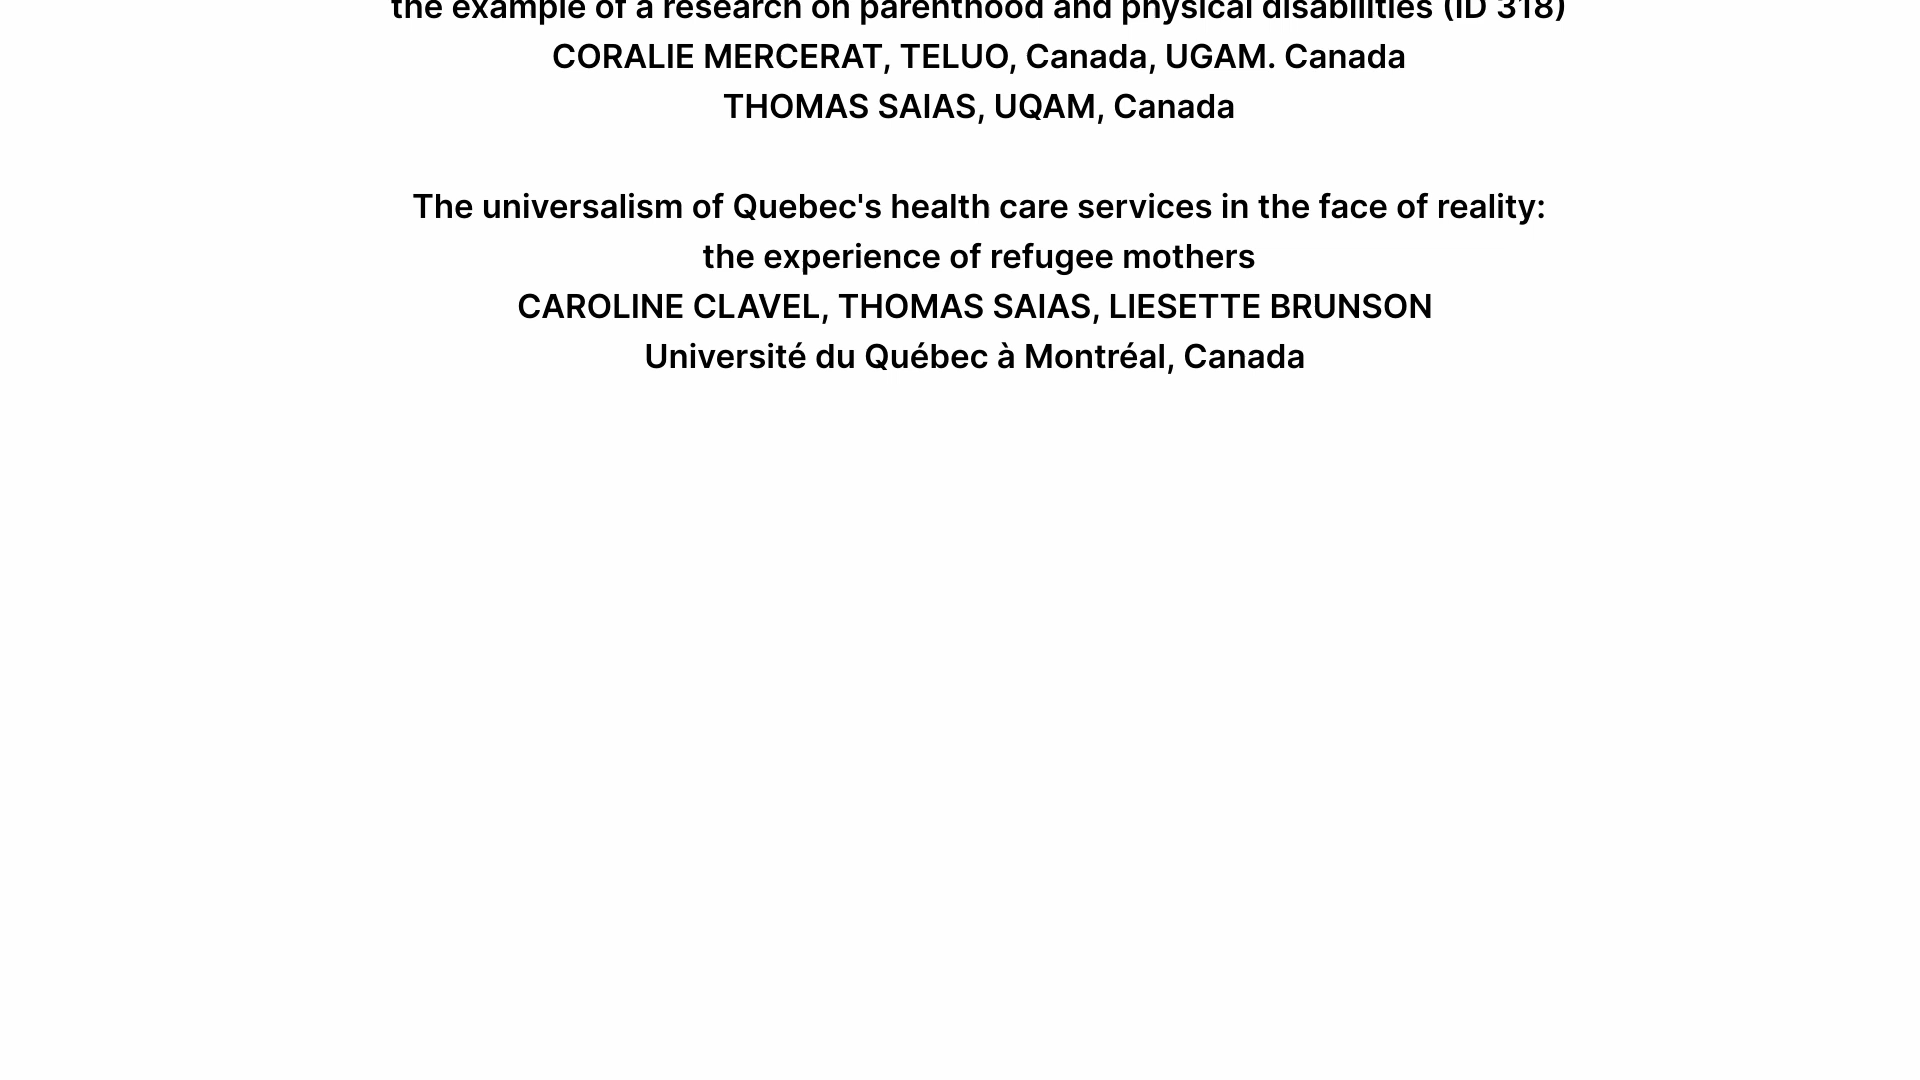 the example of a research on parenthood and physical disabilities (ID 318)
CORALIE MERCERAT, TELUO, Canada, UGAM. Canada
THOMAS SAIAS, UQAM, Canada
The universalism of Quebec's health care services in the face of reality:
the experience of refugee mothers
CAROLINE CLAVEL, THOMAS SAIAS, LIESETTE BRUNSON
Université du Québec à Montréal, Canada